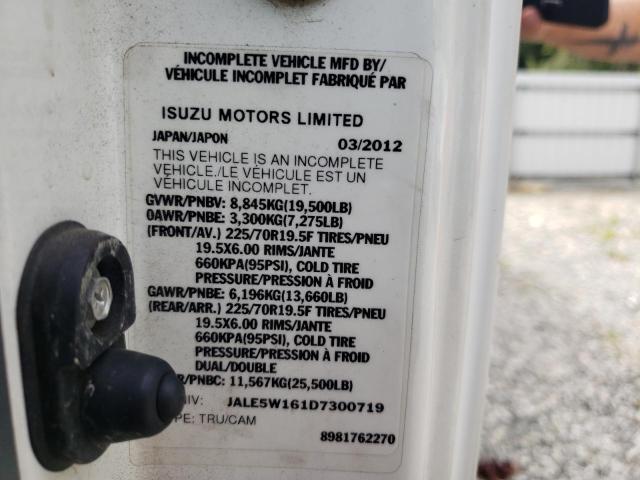 INCOMPLETE VEHICLE MFD BY/
VÉHICULE INCOMPLET FABRIQUÉ PAR
ISUZU MOTORS LIMITED
JAPAN/JAPON 03/2012
THIS VEHICLE IS AN INCOMPLETE
VEHICLE./LE VÉHICULE EST UN
VÉHICULE INCOMPLET.
GVWR/PNBV: 8,845KG(19,500LB)
0AWR/PNBE: 3,300KG(7,275LB)
(FRONT/AV.) 225/70R19.5F TIRES/PNEU
19.5X6.00 RIMS/JANTE
660KPA(95PSI), COLD TIRE
PRESSURE/PRESSION À FROID
GAWR/PNBE: 6,196KG(13,660LB)
(REAR/ARR.) 225/70R19.5F TIRES/PNEU
19.5X6.00 RIMS/JANTE
660KPA(95PSI), COLD TIRE
PRESSURE/PRESSION À FROID
DUAL/DOUBLE
/PNBC: 11,567KG(25,500LB)
NIV: JALE5W161D7300719
PE: TRU/CAM
8981762270